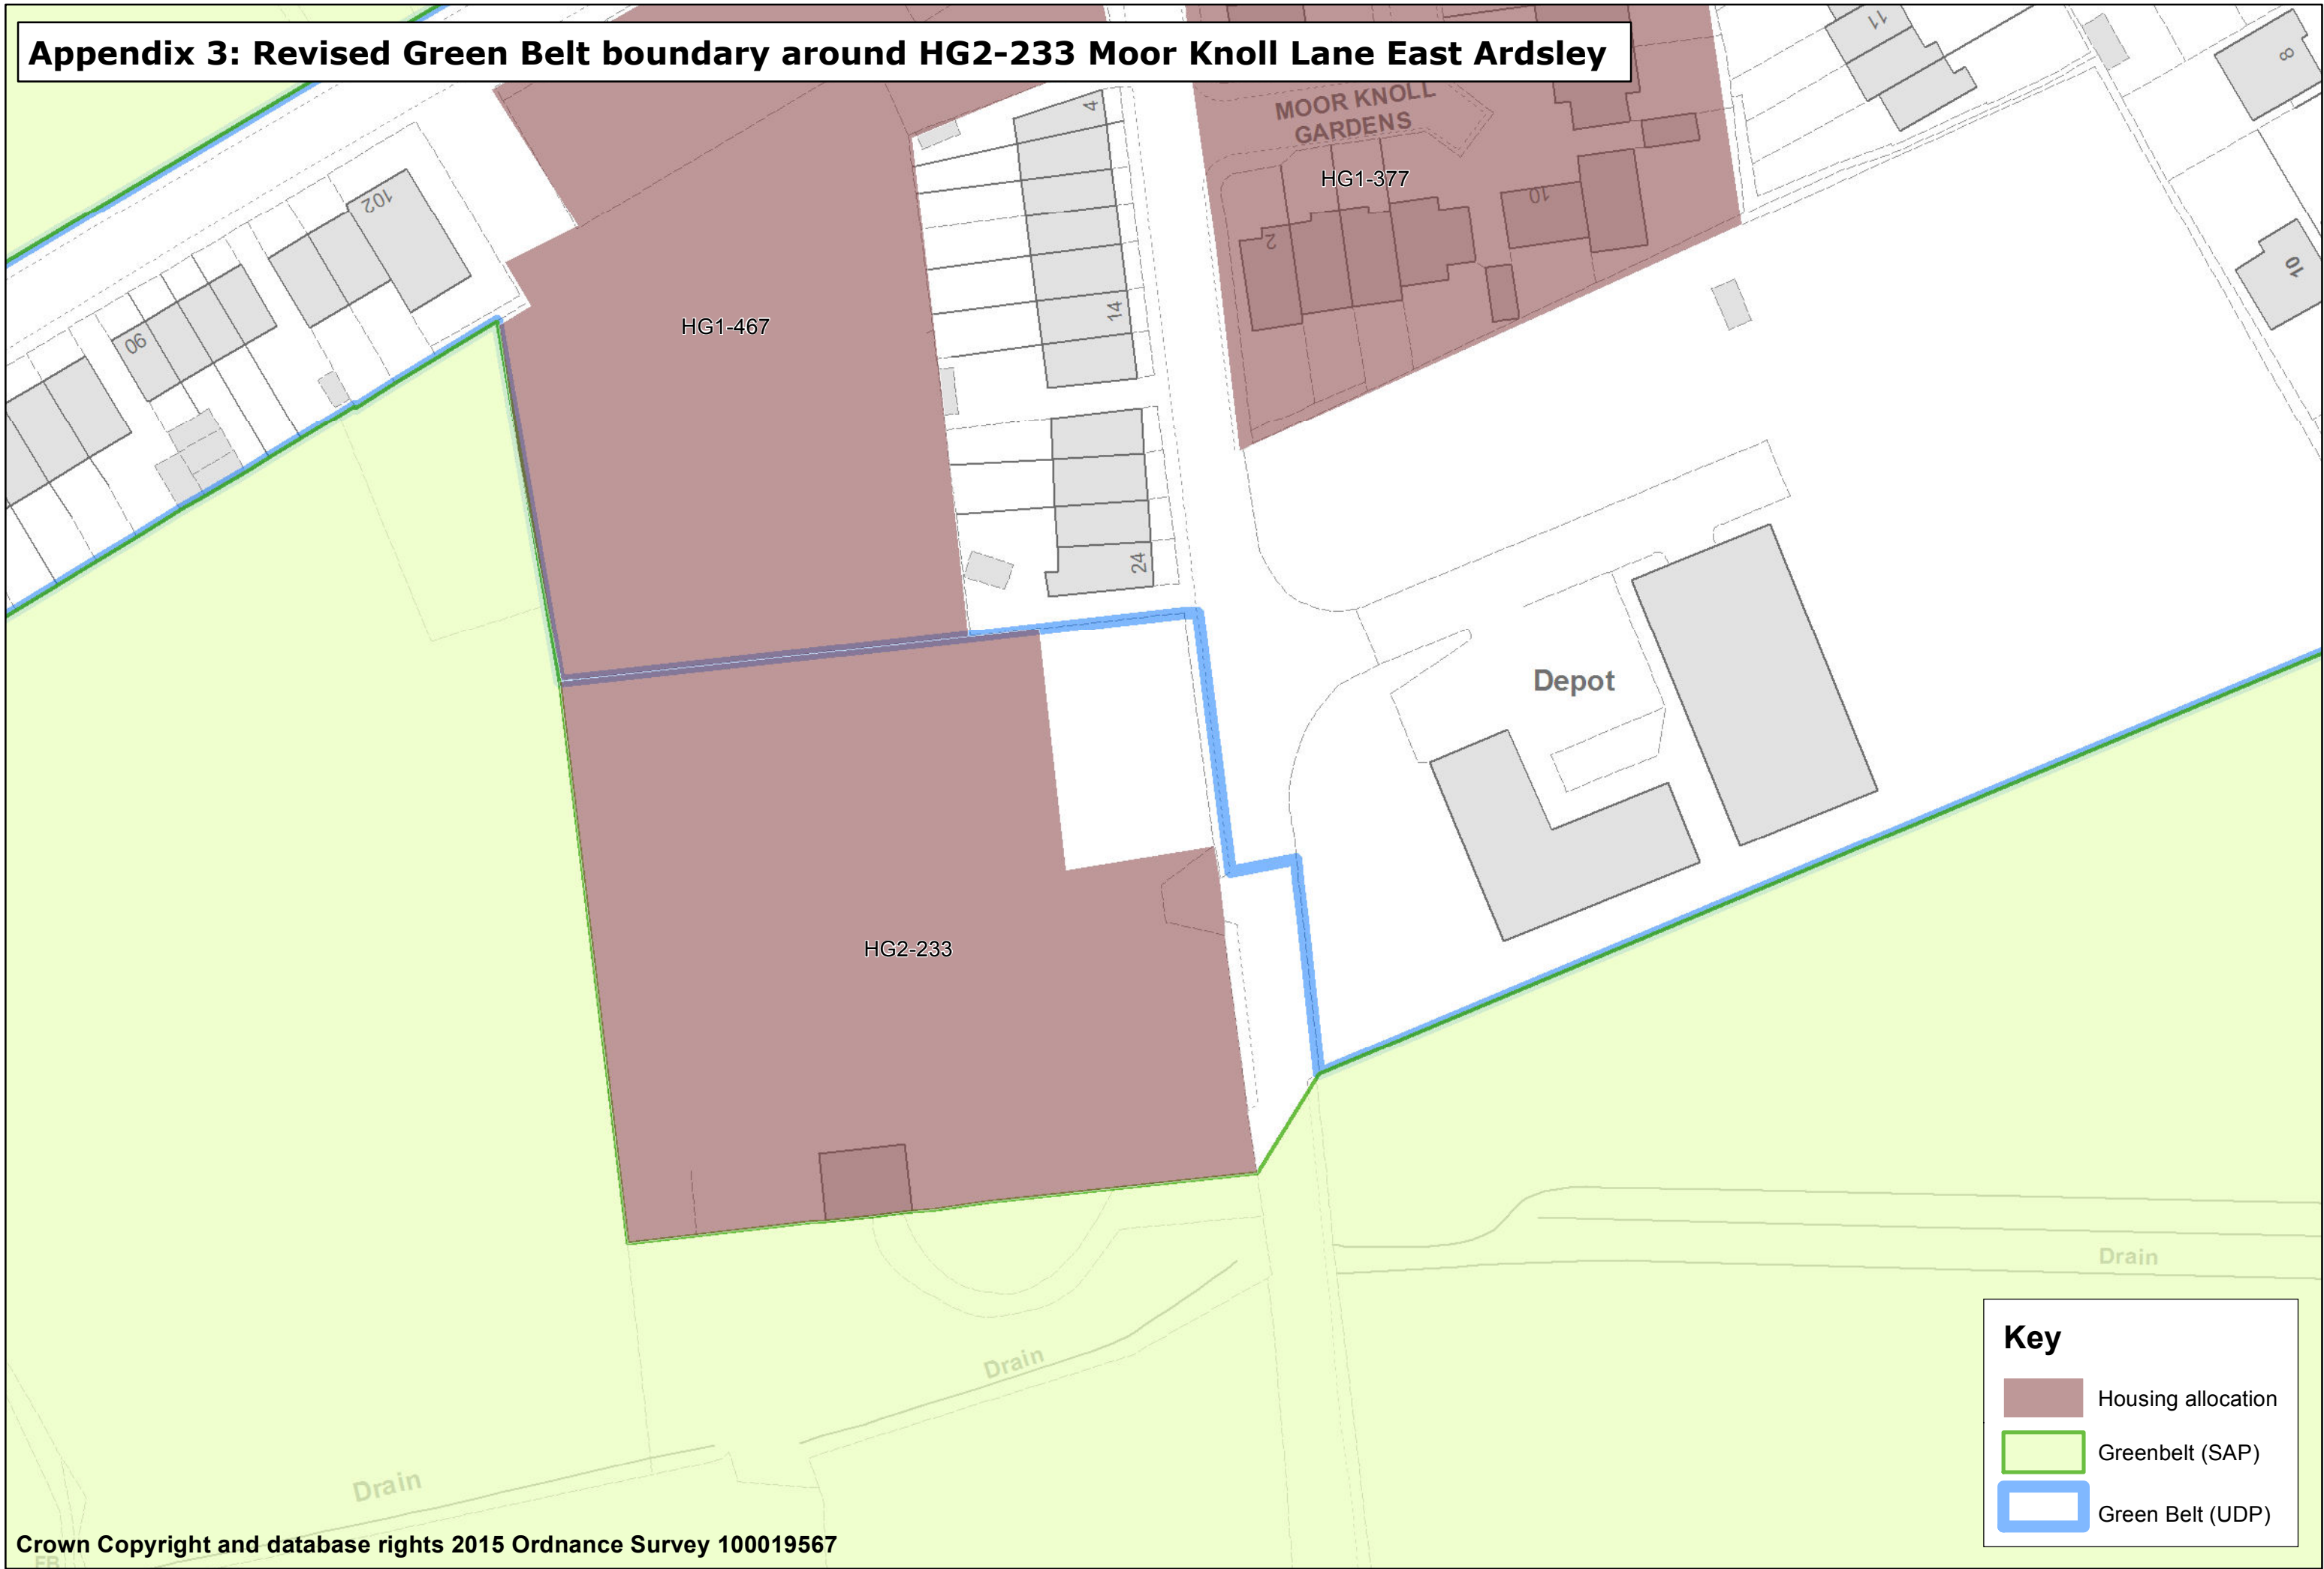 Appendix 3: Revised Green Belt boundary around HG2-233 Moor Knoll Lane East Ardsley
11
8
4
MOOR KNOLL
GARDENS
HG1-377
102
10
2
10
HG1-467
14
90
24
Depot
HG2-233
Drain
Drain
Drain
Key
Housing allocation
Greenbelt (SAP)
Green Belt (UDP)
Crown Copyright and database rights 2015 Ordnance Survey 100019567
FB